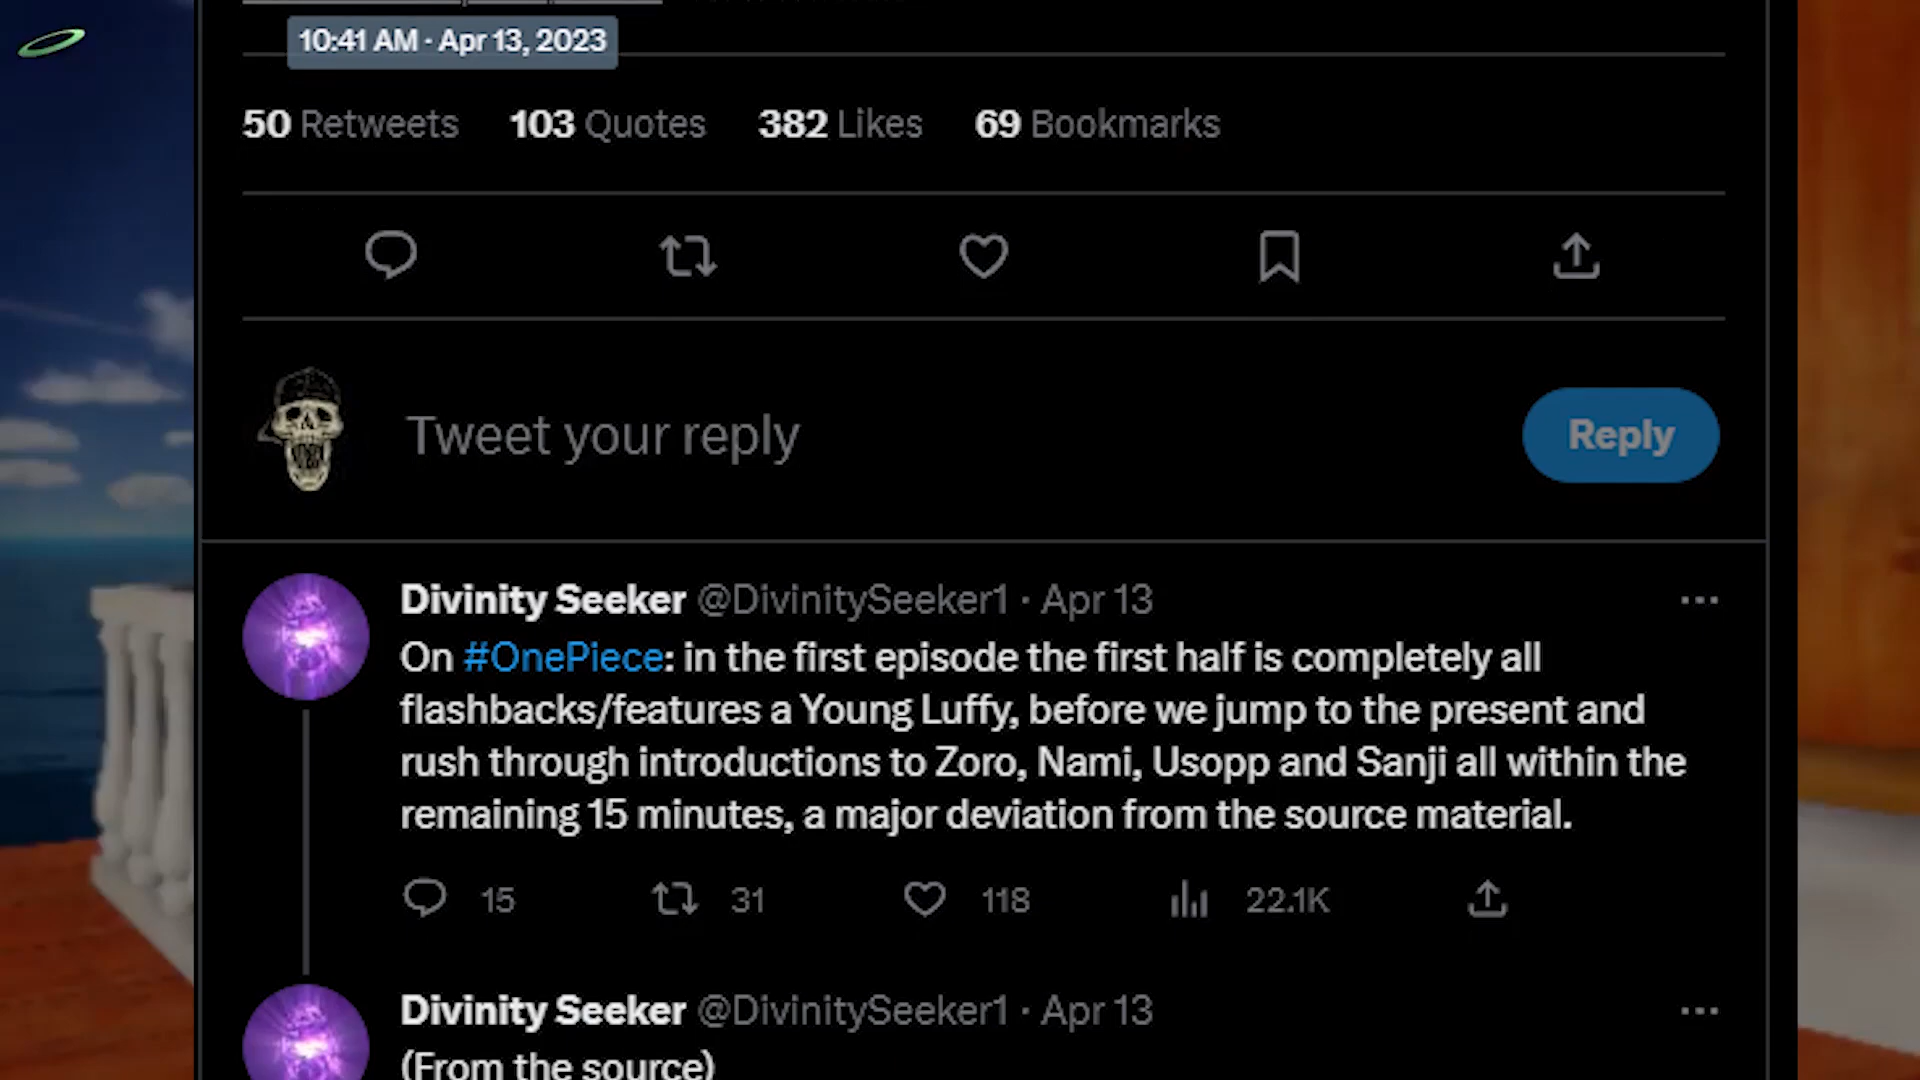 10:41 AM · Apr 13, 2023
50 Retweets 103 Quotes 382 Likes 69 Bookmarks
Tweet your reply
Reply
Divinity Seeker @DivinitySeeker1 · Apr 13
On #OnePiece: in the first episode the first half is completely all
flashbacks/features a Young Luffy, before we jump to the present and
rush through introductions to Zoro, Nami, Usopp and Sanji all within the
remaining 15 minutes, a major deviation from the source material.
15 31 118 22.1K
Divinity Seeker @DivinitySeeker1 · Apr 13
(From the source)